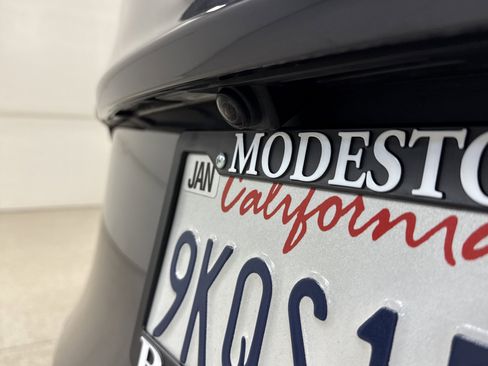 MODESTO
JAN
California
9KQS1